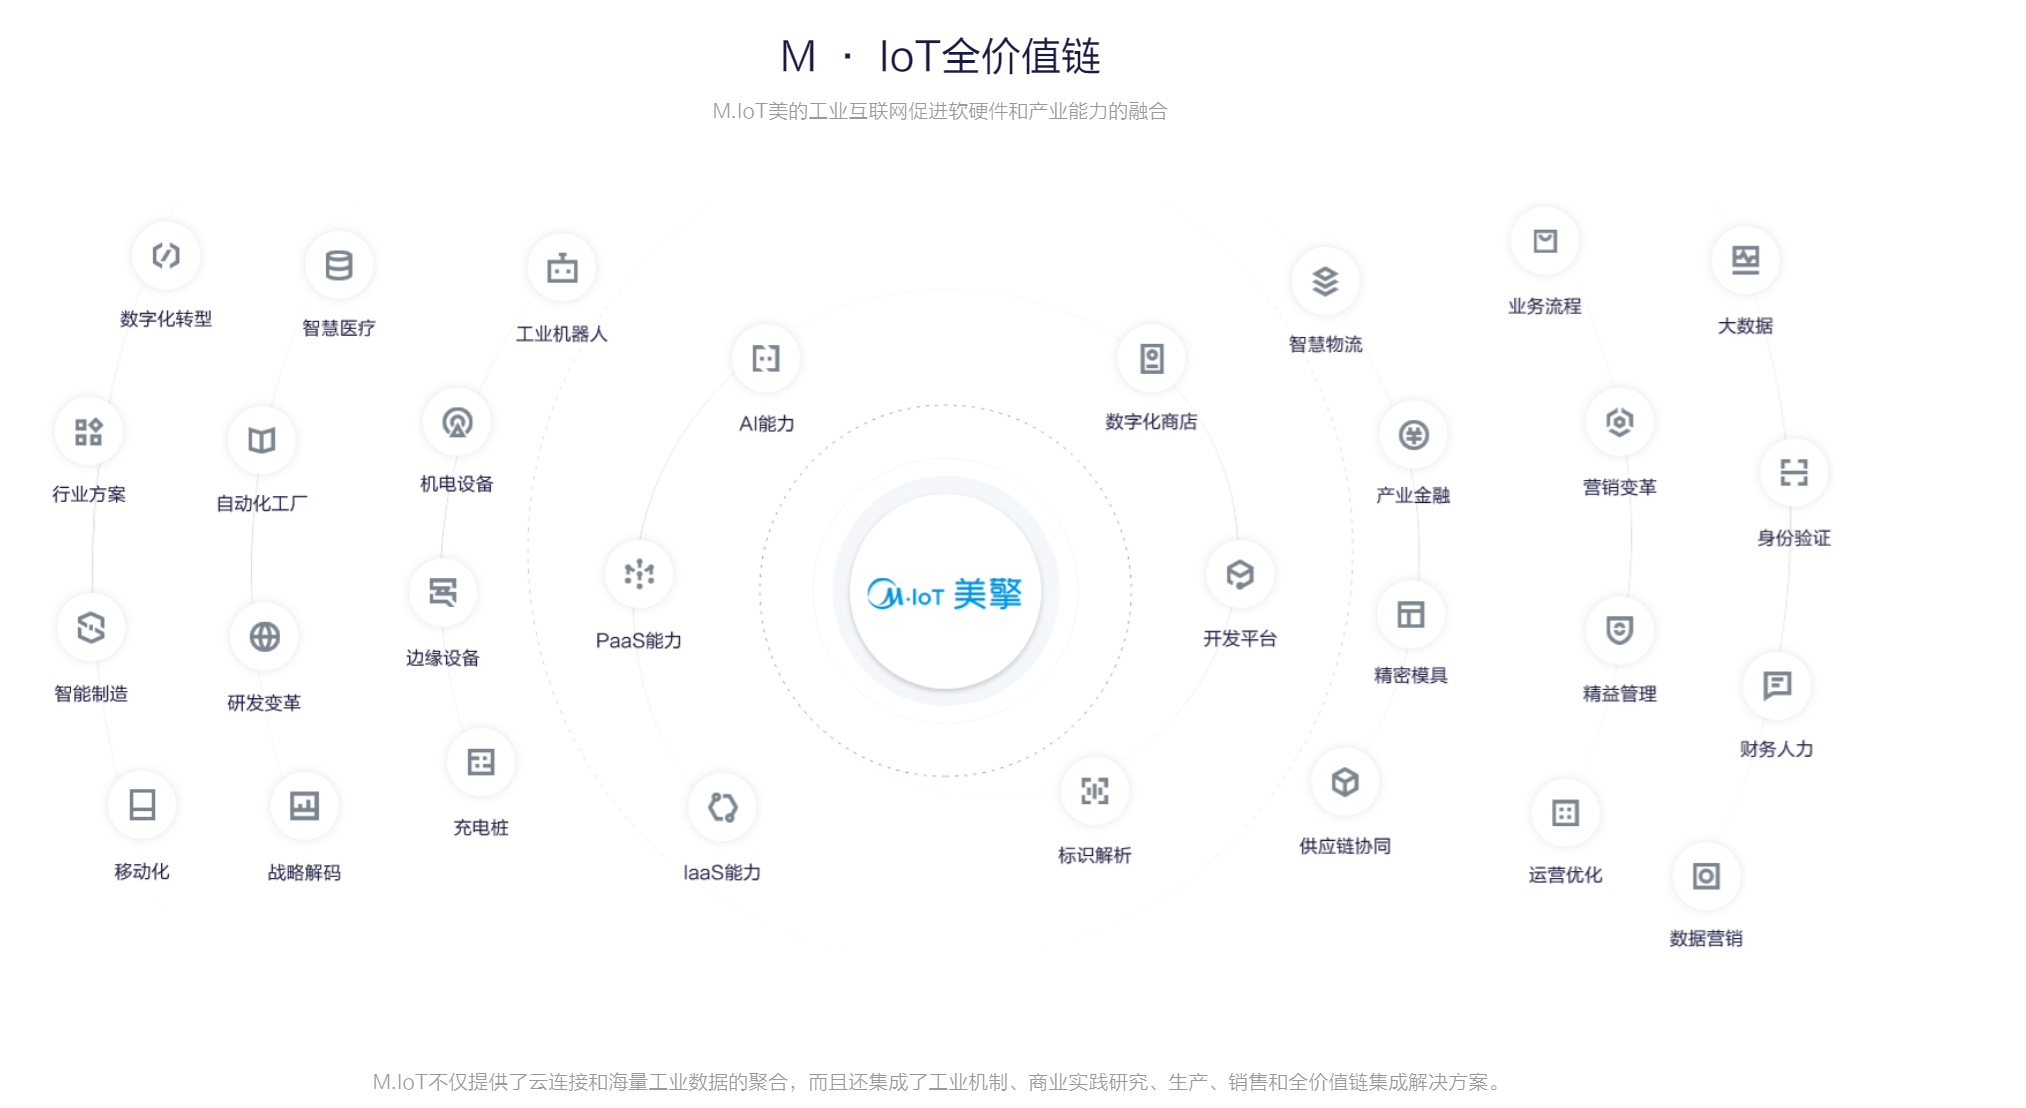 M · IoT全价值链
M.IoT美的工业互联网促进软硬件和产业能力的融合
数字化转型
行业方案
智能制造
移动化
智慧医疗
自动化工厂
研发变革
战略解码
工业机器人
机电设备
边缘设备
充电桩
AI能力
PaaS能力
IaaS能力
M·IoT 美擎
数字化商店
开发平台
标识解析
智慧物流
产业金融
精密模具
供应链协同
业务流程
营销变革
精益管理
运营优化
大数据
身份验证
财务人力
数据营销
M.IoT不仅提供了云连接和海量工业数据的聚合，而且还集成了工业机制、商业实践研究、生产、销售和全价值链集成解决方案。